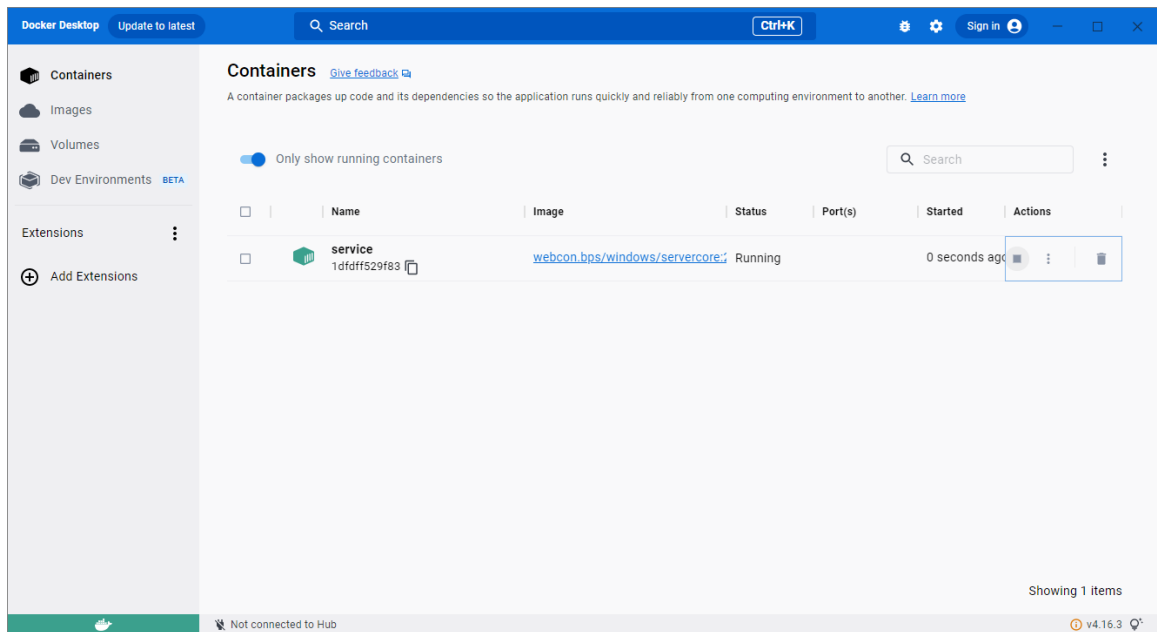 Docker Desktop Update to latest Search Ctrl+K Sign in
Containers
Images
Volumes
Dev Environments BETA
Extensions
Add Extensions
Containers Give feedback
A container packages up code and its dependencies so the application runs quickly and reliably from one computing environment to another. Learn more
Only show running containers Search
Name Image Status Port(s) Started Actions
service
1dfdff529f83 webcon.bps/windows/servercore: Running 0 seconds ago
Showing 1 items
Not connected to Hub v4.16.3